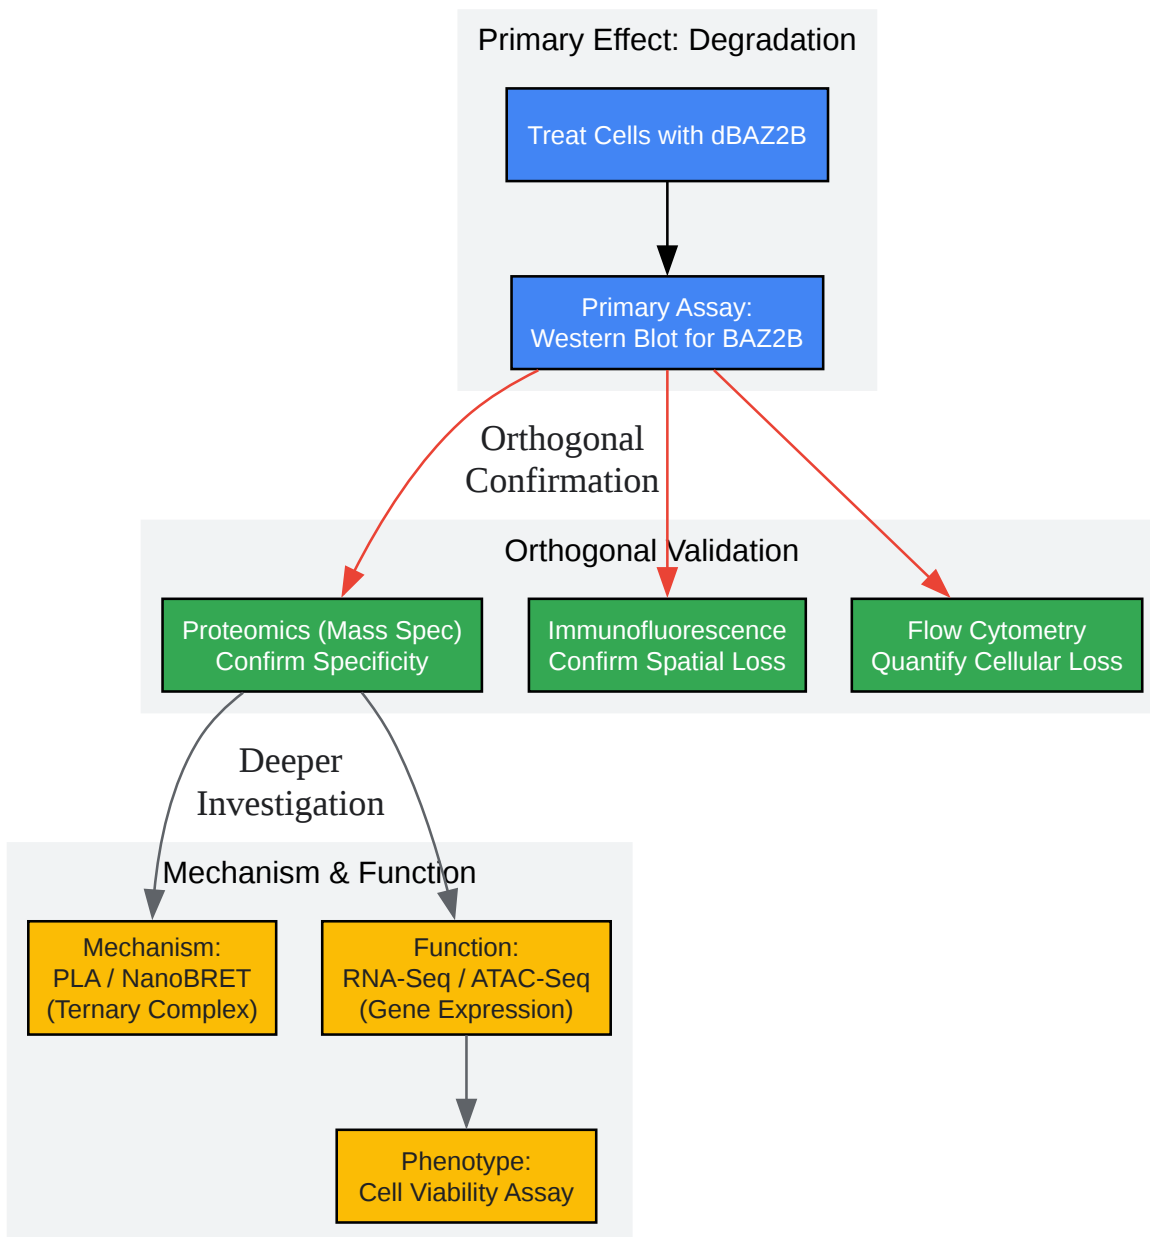 Primary Effect: Degradation
Treat Cells with dBAZ2B
Primary Assay:
Western Blot for BAZ2B
Orthogonal
Confirmation
Orthogonal Validation
Proteomics (Mass Spec)
Confirm Specificity
Immunofluorescence
Confirm Spatial Loss
Flow Cytometry
Quantify Cellular Loss
Deeper
Investigation
Mechanism & Function
Mechanism:
PLA / NanoBRET
(Ternary Complex)
Function:
RNA-Seq / ATAC-Seq
(Gene Expression)
Phenotype:
Cell Viability Assay